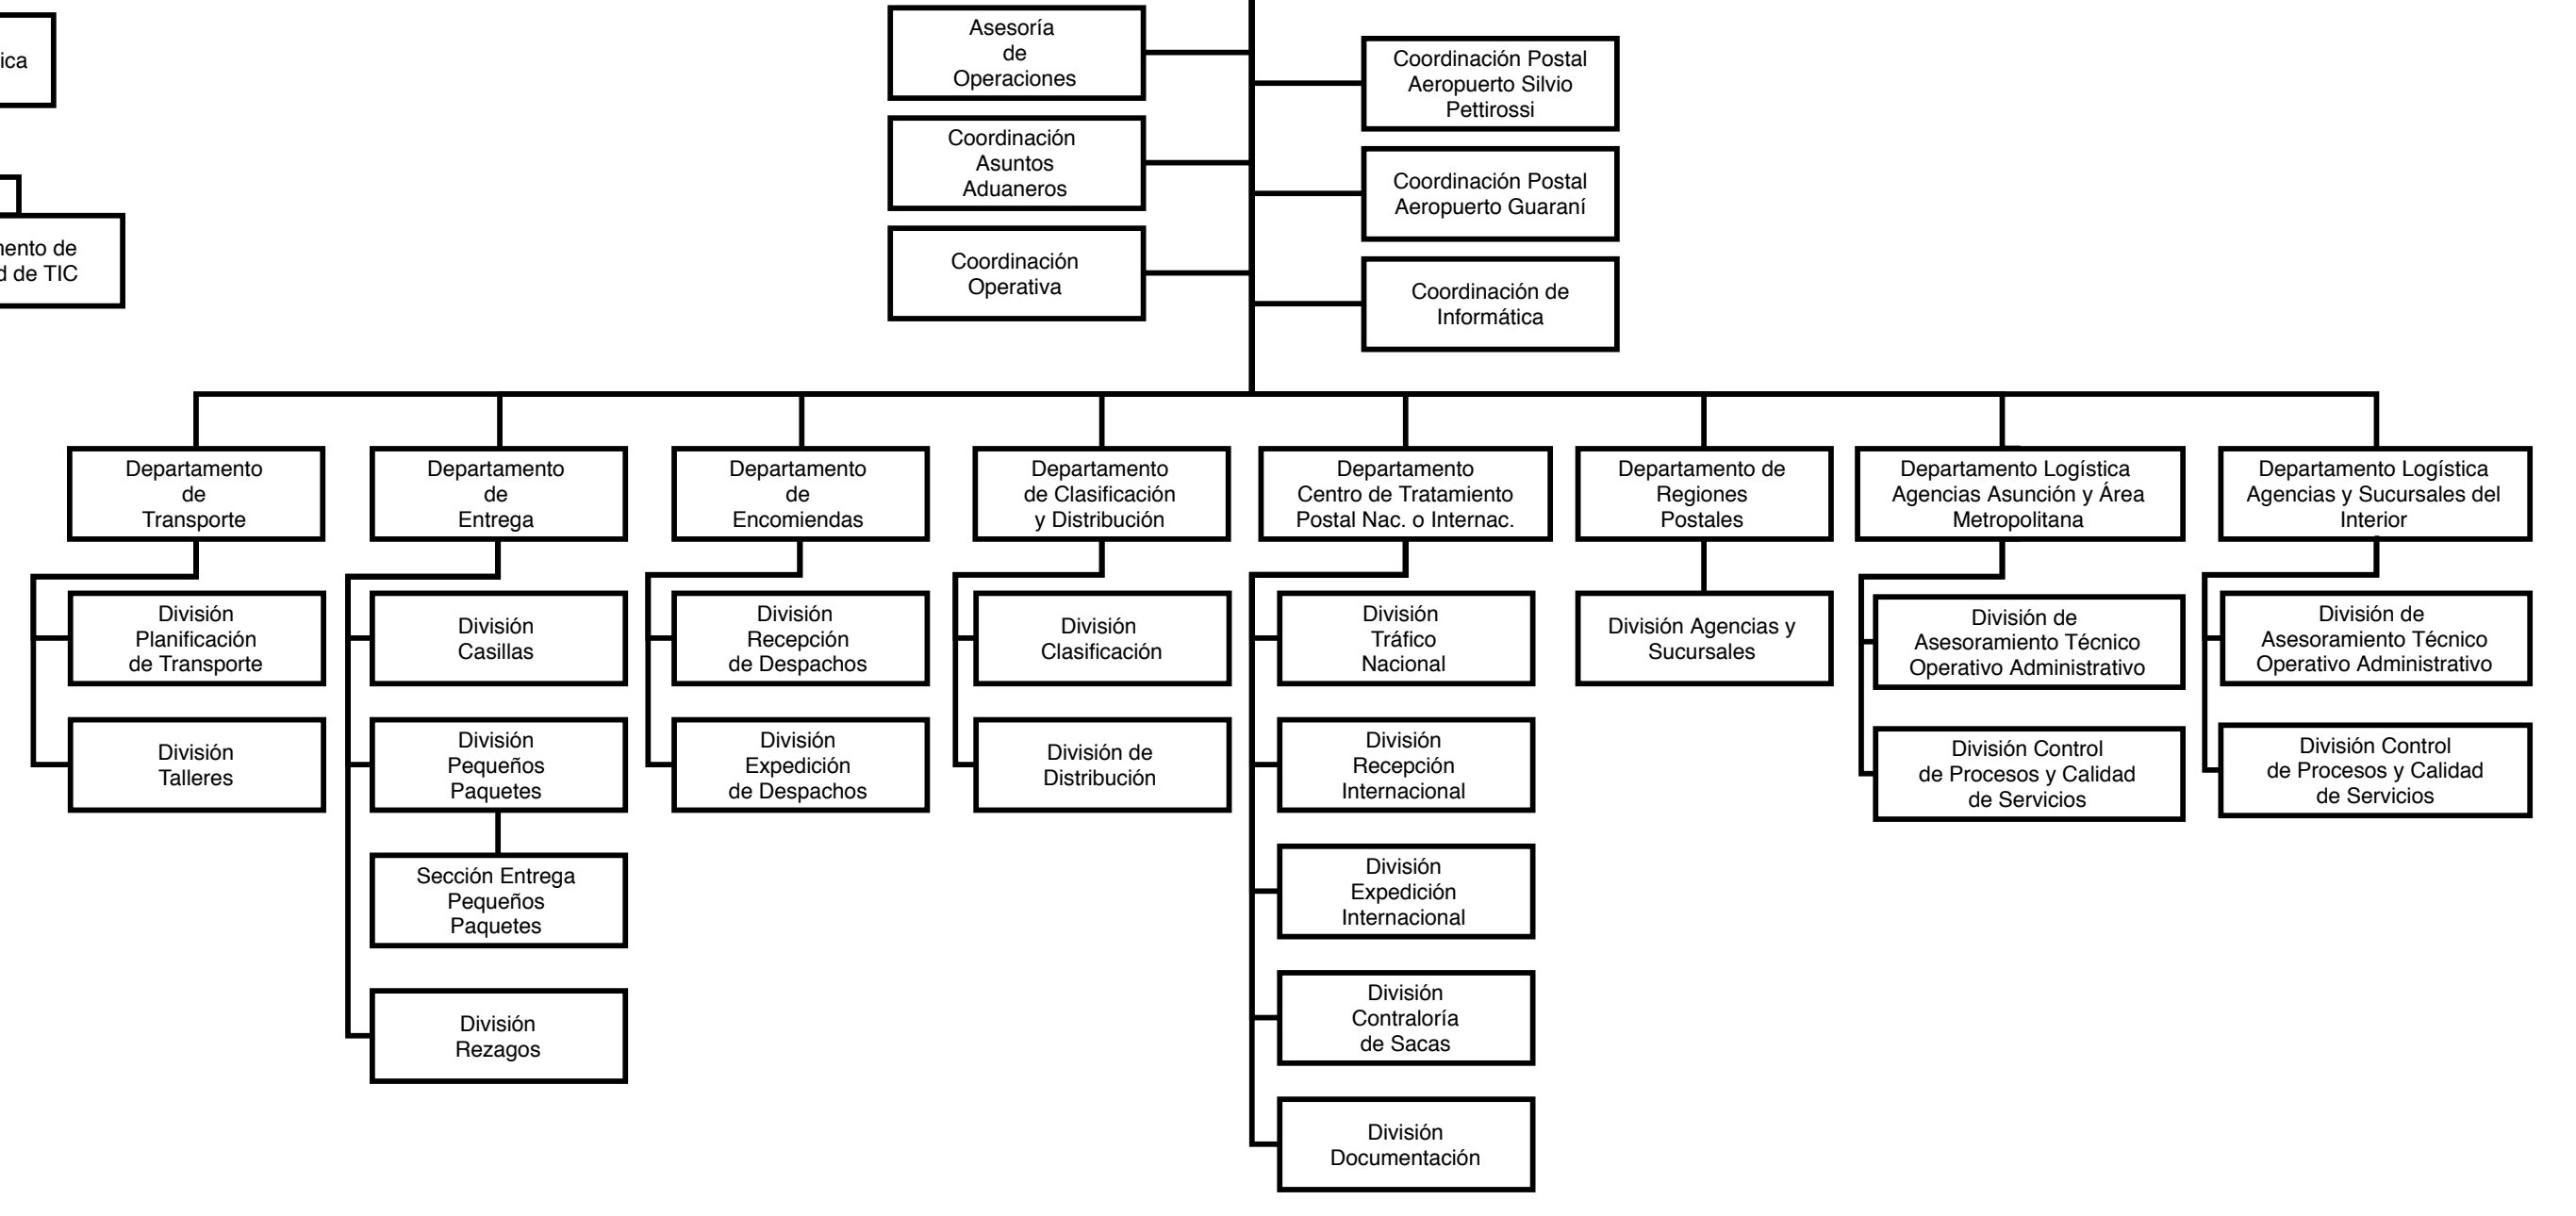 Asesoría
de
Operaciones
Coordinación
Asuntos
Aduaneros
Coordinación
Operativa
Coordinación Postal
Aeropuerto Silvio
Pettirossi
Coordinación Postal
Aeropuerto Guaraní
Coordinación de
Informática
ica
de
de TIC
Departamento
de
Transporte
División
Planificación
de Transporte
División
Talleres
Departamento
de
Entrega
División
Casillas
División
Pequeños
Paquetes
Sección Entrega
Pequeños
Paquetes
División
Rezagos
Departamento
de
Encomiendas
División
Recepción
de Despachos
División
Expedición
de Despachos
Departamento
de Clasificación
y Distribución
División
Clasificación
División de
Distribución
Departamento
Centro de Tratamiento
Postal Nac. o Internac.
División
Tráfico
Nacional
División
Recepción
Internacional
División
Expedición
Internacional
División
Contraloría
de Sacas
División
Documentación
Departamento de
Regiones
Postales
División Agencias y
Sucursales
Departamento Logística
Agencias Asunción y Área
Metropolitana
División de
Asesoramiento Técnico
Operativo Administrativo
División Control
de Procesos y Calidad
de Servicios
Departamento Logística
Agencias y Sucursales del
Interior
División de
Asesoramiento Técnico
Operativo Administrativo
División Control
de Procesos y Calidad
de Servicios